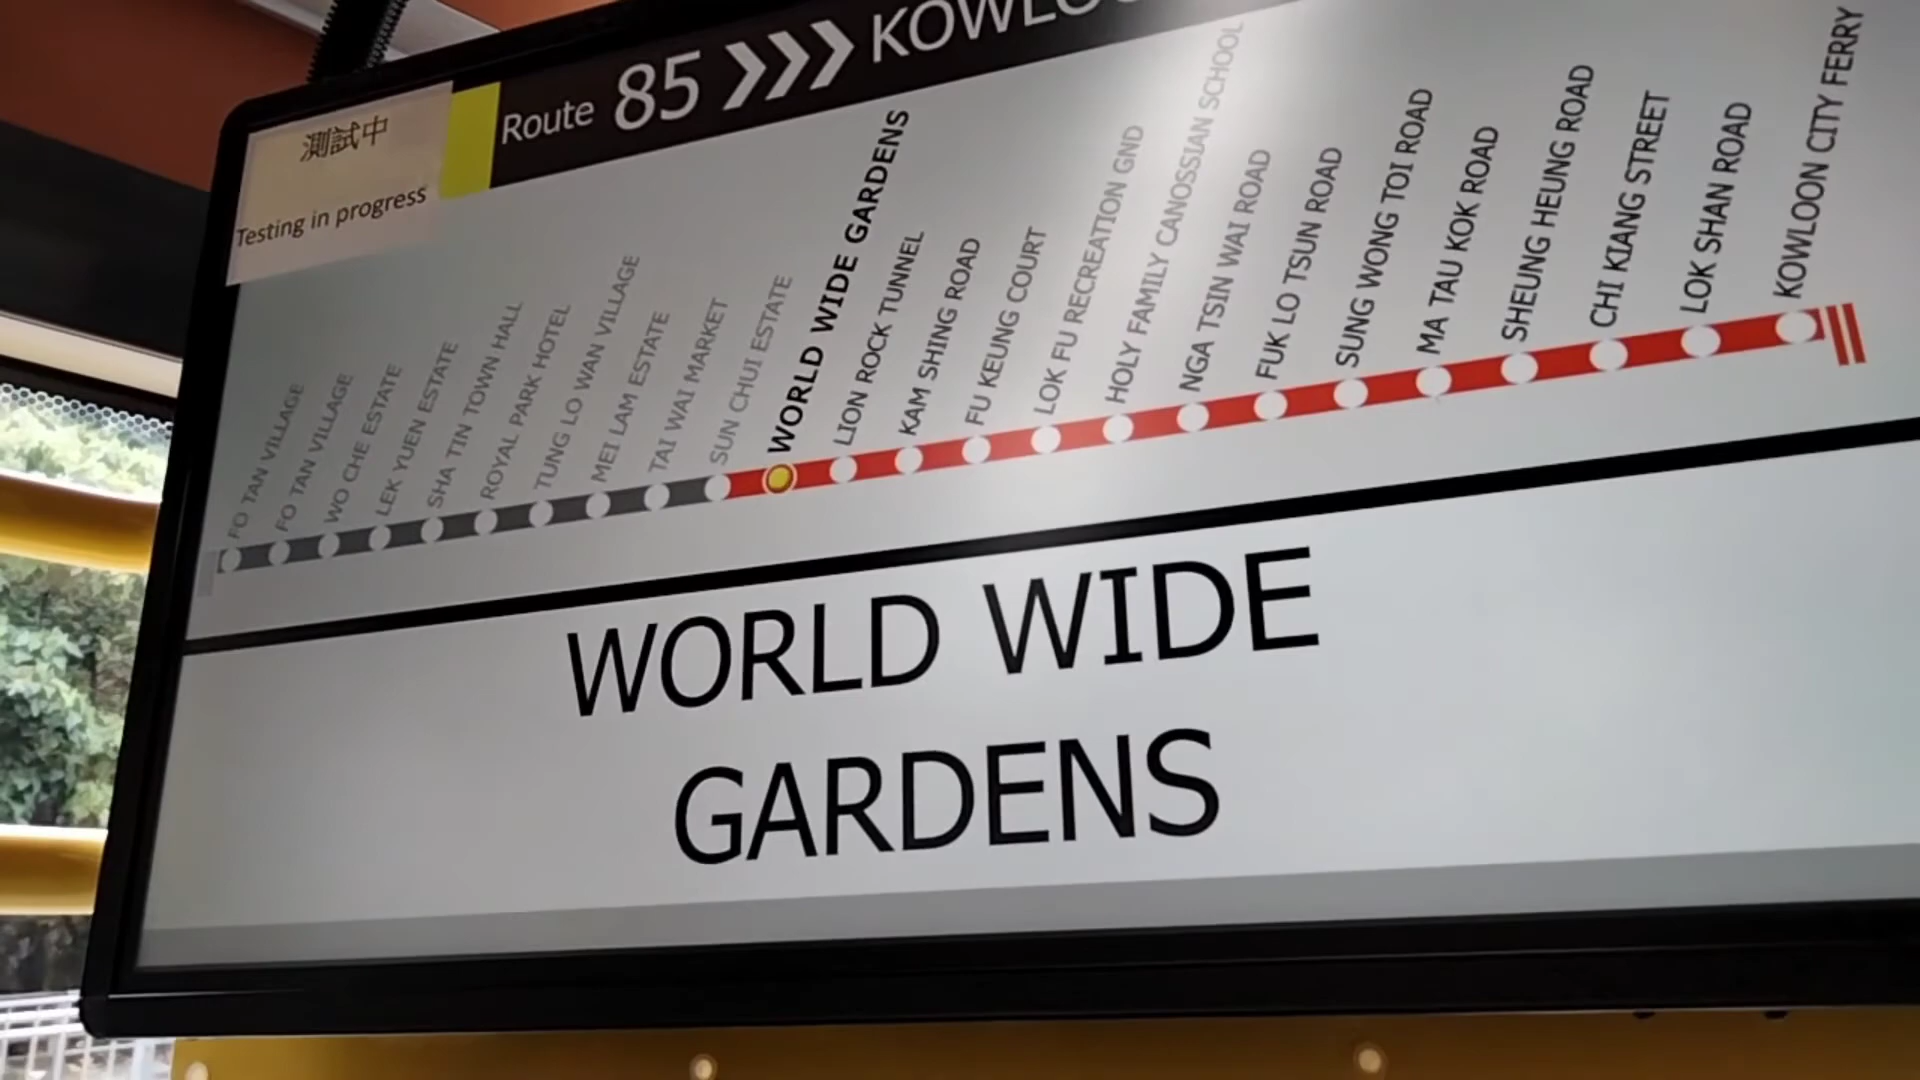 測試中
Testing in progress
Route 85
FO TAN VILLAGE
FO TAN VILLAGE
WO CHE ESTATE
LEK YUEN ESTATE
SHA TIN TOWN HALL
ROYAL PARK HOTEL
TUNG LO WAN VILLAGE
MEI LAM ESTATE
TAI WAI MARKET
SUN CHUI ESTATE
WORLD WIDE GARDENS
LION ROCK TUNNEL
KAM SHING ROAD
FU KEUNG COURT
LOK FU RECREATION GND
HOLY FAMILY CANOSSIAN SCHOOL
NGA TSIN WAI ROAD
FUK LO TSUN ROAD
SUNG WONG TOI ROAD
MA TAU KOK ROAD
SHEUNG HEUNG ROAD
CHI KIANG STREET
LOK SHAN ROAD
KOWLOON CITY FERRY
WORLD WIDE
GARDENS